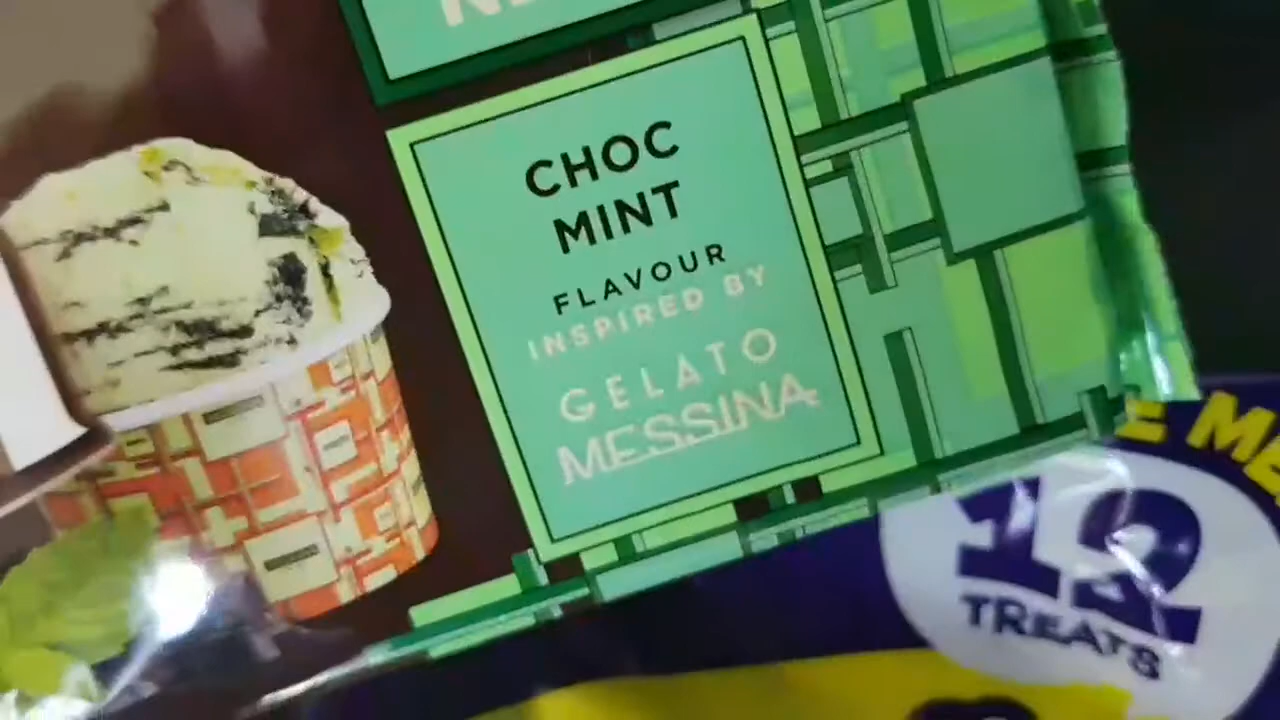 CHOC
MINT
FLAVOUR
INSPIRED BY
GELATO
MESSINA
12
TREATS